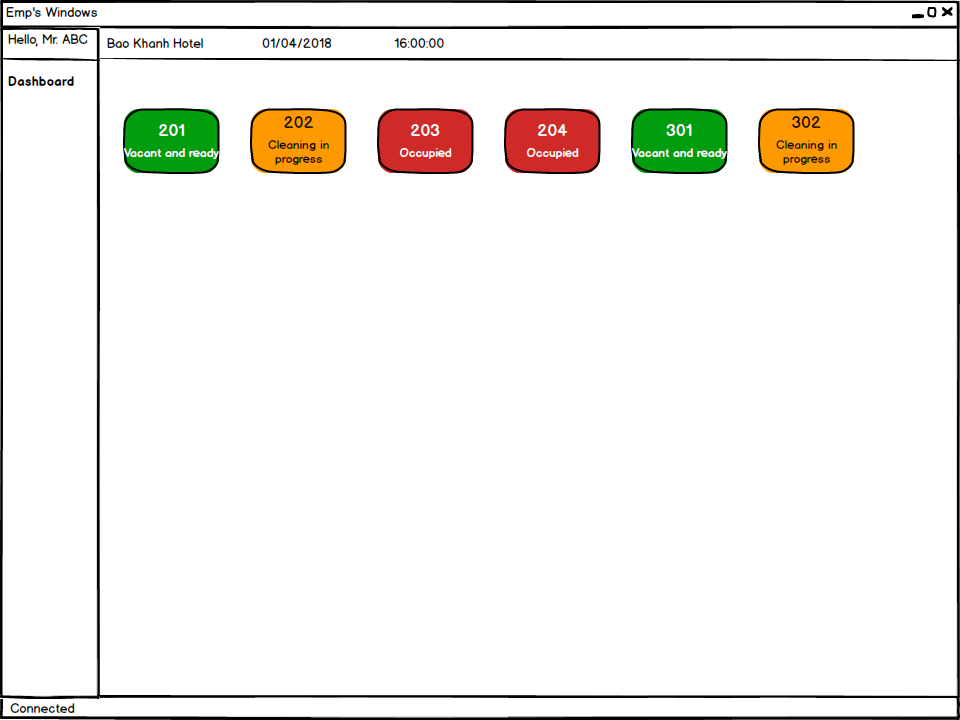 Emp's Windows
Hello, Mr. ABC
Bao Khanh Hotel 01/04/2018 16:00:00
Dashboard
201
Vacant and ready
202
Cleaning in
progress
203
Occupied
204
Occupied
301
Vacant and ready
302
Cleaning in
progress
Connected